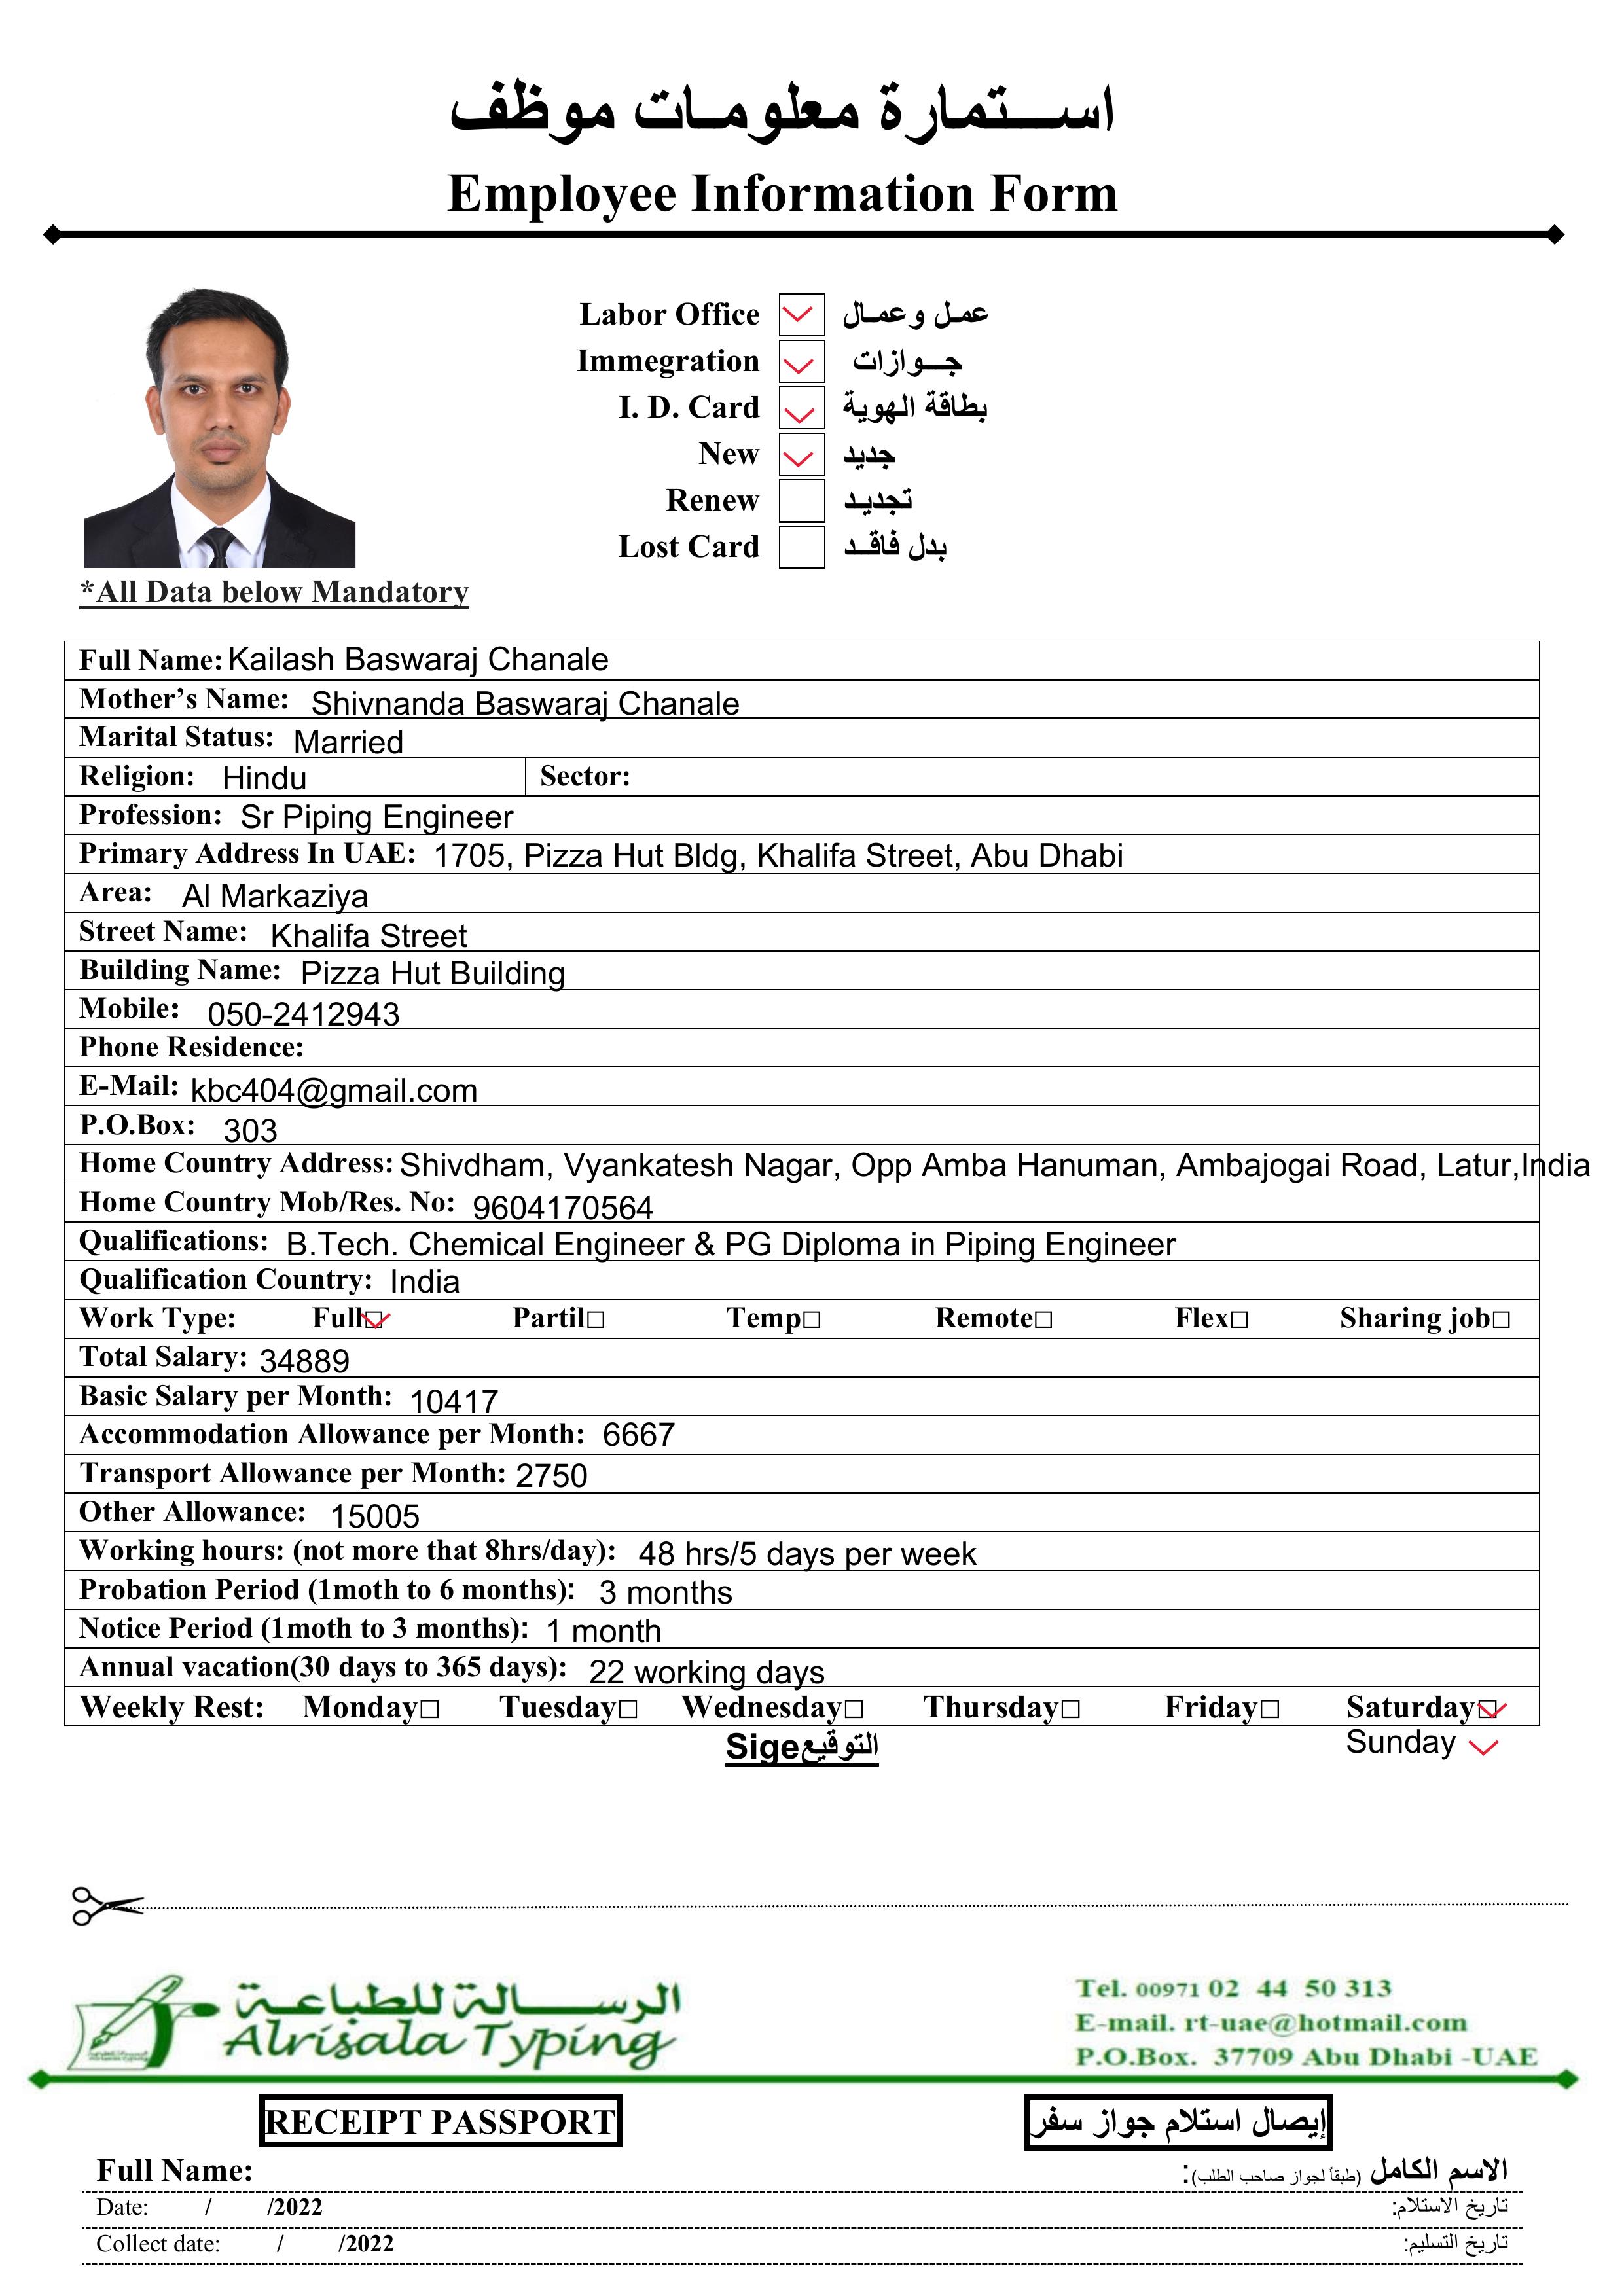 استمارة معلومات موظف
Employee Information Form
Labor Office عمل وعمال
Immegration جوازات
I. D. Card بطاقة الهوية
New جديد
Renew تجديد
Lost Card بدل فاقد
*All Data below Mandatory
Full Name: Kailash Baswaraj Chanale
Mother’s Name: Shivnanda Baswaraj Chanale
Marital Status: Married
Religion: Hindu Sector:
Profession: Sr Piping Engineer
Primary Address In UAE: 1705, Pizza Hut Bldg, Khalifa Street, Abu Dhabi
Area: Al Markaziya
Street Name: Khalifa Street
Building Name: Pizza Hut Building
Mobile: 050-2412943
Phone Residence:
E-Mail: kbc404@gmail.com
P.O.Box: 303
Home Country Address: Shivdham, Vyankatesh Nagar, Opp Amba Hanuman, Ambajogai Road, Latur,India
Home Country Mob/Res. No: 9604170564
Qualifications: B.Tech. Chemical Engineer & PG Diploma in Piping Engineer
Qualification Country: India
Work Type: Full□ Partil□ Temp□ Remote□ Flex□ Sharing job□
Total Salary: 34889
Basic Salary per Month: 10417
Accommodation Allowance per Month: 6667
Transport Allowance per Month: 2750
Other Allowance: 15005
Working hours: (not more that 8hrs/day): 48 hrs/5 days per week
Probation Period (1moth to 6 months): 3 months
Notice Period (1moth to 3 months): 1 month
Annual vacation(30 days to 365 days): 22 working days
Weekly Rest: Monday□ Tuesday□ Wednesday□ Thursday□ Friday□ Saturday□
Sigeالتوقيع Sunday
الرسالة للطباعة
Alrisala Typing
Tel. 00971 02 44 50 313
E-mail. rt-uae@hotmail.com
P.O.Box. 37709 Abu Dhabi -UAE
RECEIPT PASSPORT إيصال استلام جواز سفر
Full Name: الاسم الكامل (طبقاً لجواز صاحب الطلب):
Date: / /2022 تاريخ الاستلام:
Collect date: / /2022 تاريخ التسليم: